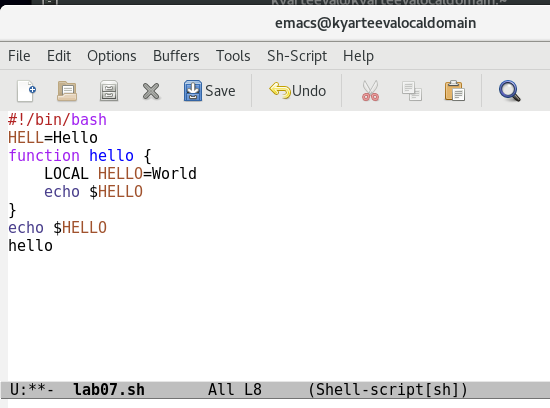 emacs@kyarteevalocaldomain
File Edit Options Buffers Tools Sh-Script Help
Save Undo
#!/bin/bash
HELL=Hello
function hello {
    LOCAL HELLO=World
    echo $HELLO
}
echo $HELLO
hello
U:**-  lab07.sh       All L8     (Shell-script[sh])